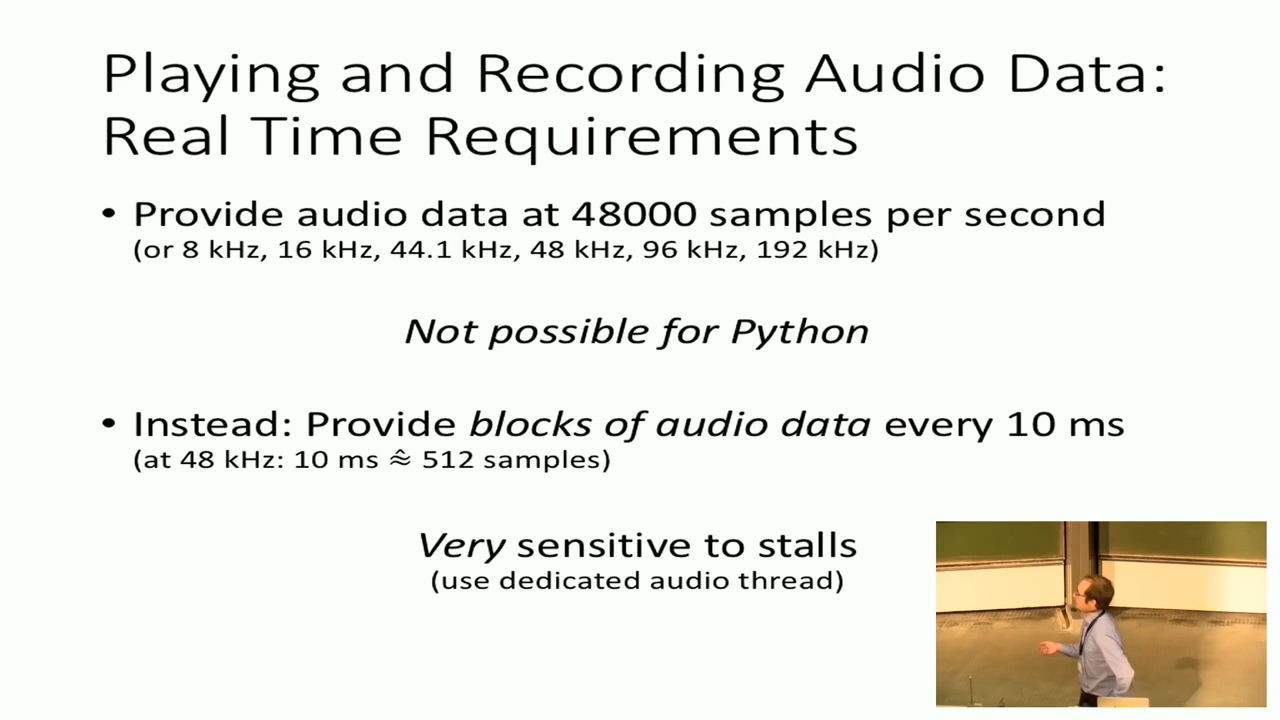 Playing and Recording Audio Data:
Real Time Requirements
• Provide audio data at 48000 samples per second
(or 8 kHz, 16 kHz, 44.1 kHz, 48 kHz, 96 kHz, 192 kHz)
Not possible for Python
• Instead: Provide blocks of audio data every 10 ms
(at 48 kHz: 10 ms ≈̂ 512 samples)
Very sensitive to stalls
(use dedicated audio thread)